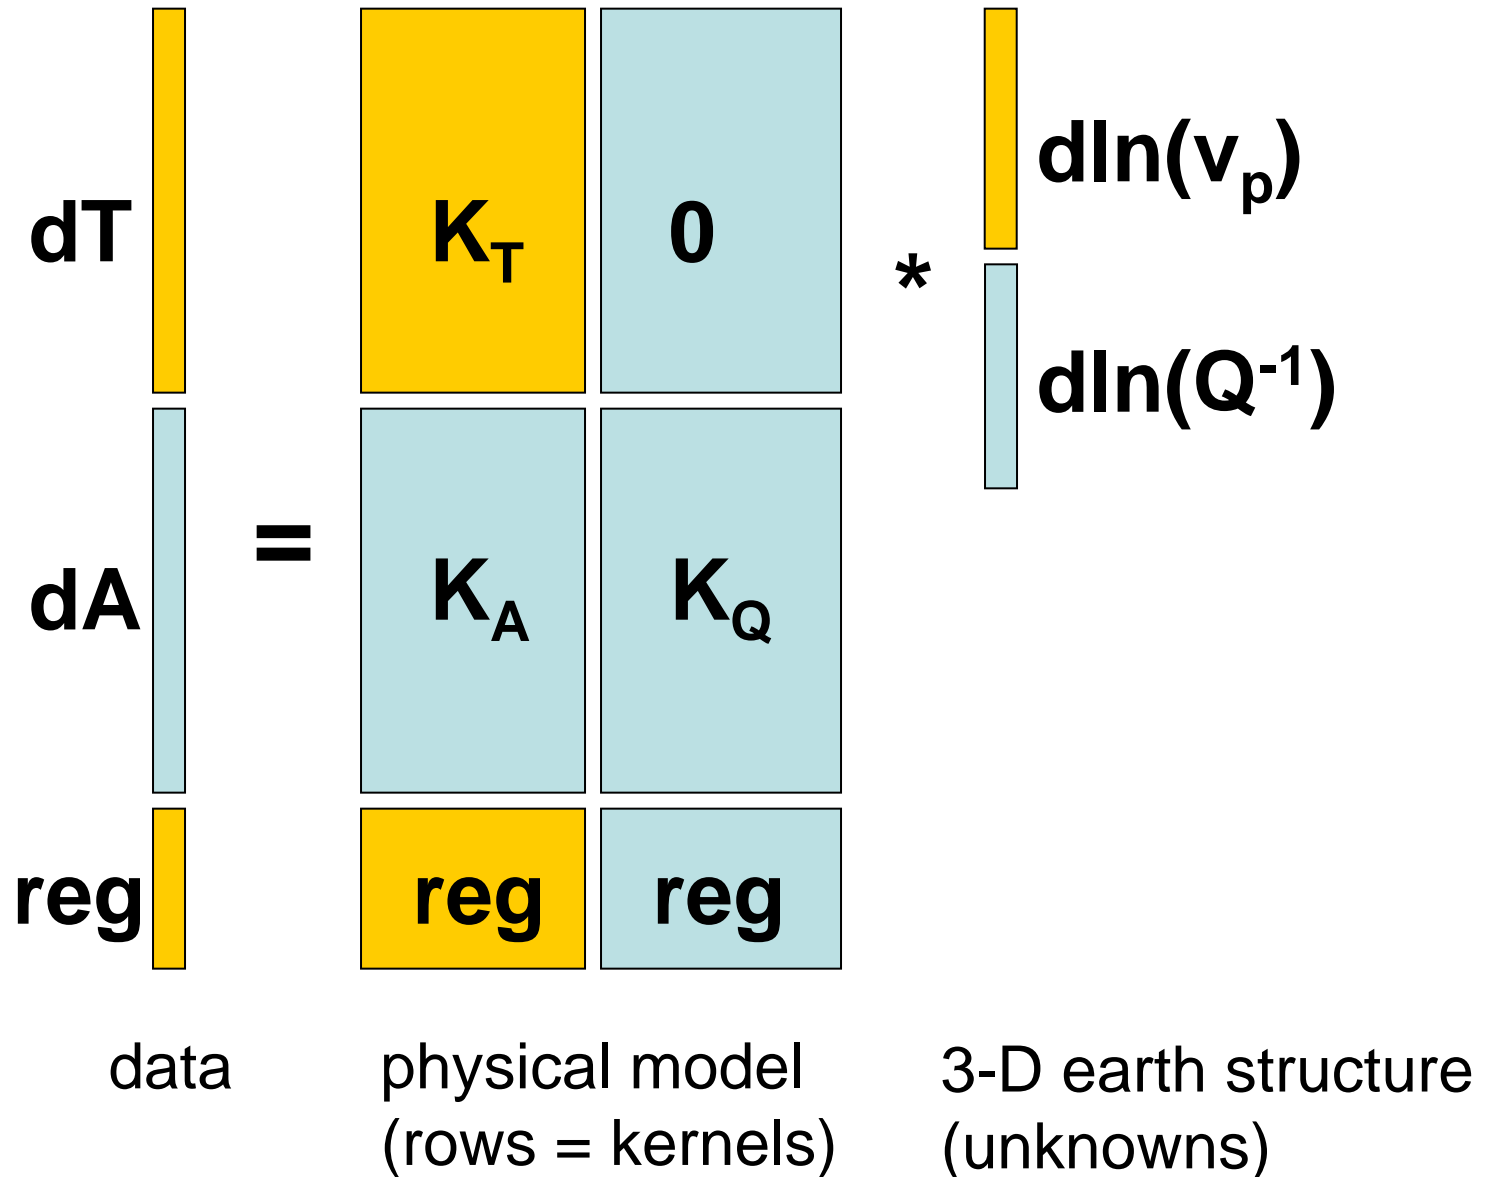 dT
K_T
0
*
dln(v_p)
dln(Q^-1)
dA
=
K_A
K_Q
reg
reg
reg
data
physical model
(rows = kernels)
3-D earth structure
(unknowns)